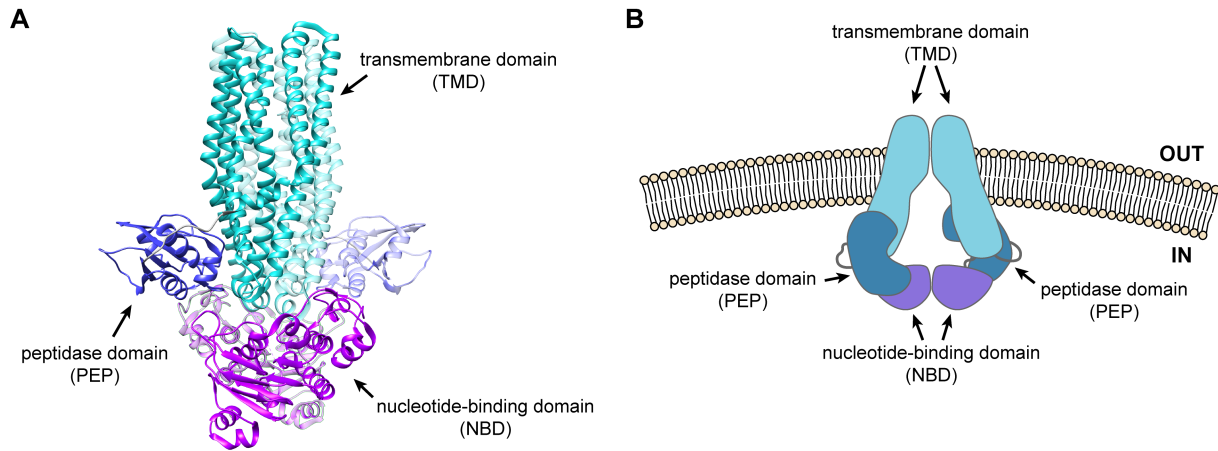 A
transmembrane domain
(TMD)
peptidase domain
(PEP)
nucleotide-binding domain
(NBD)
B
transmembrane domain
(TMD)
OUT
IN
peptidase domain
(PEP)
peptidase domain
(PEP)
nucleotide-binding domain
(NBD)